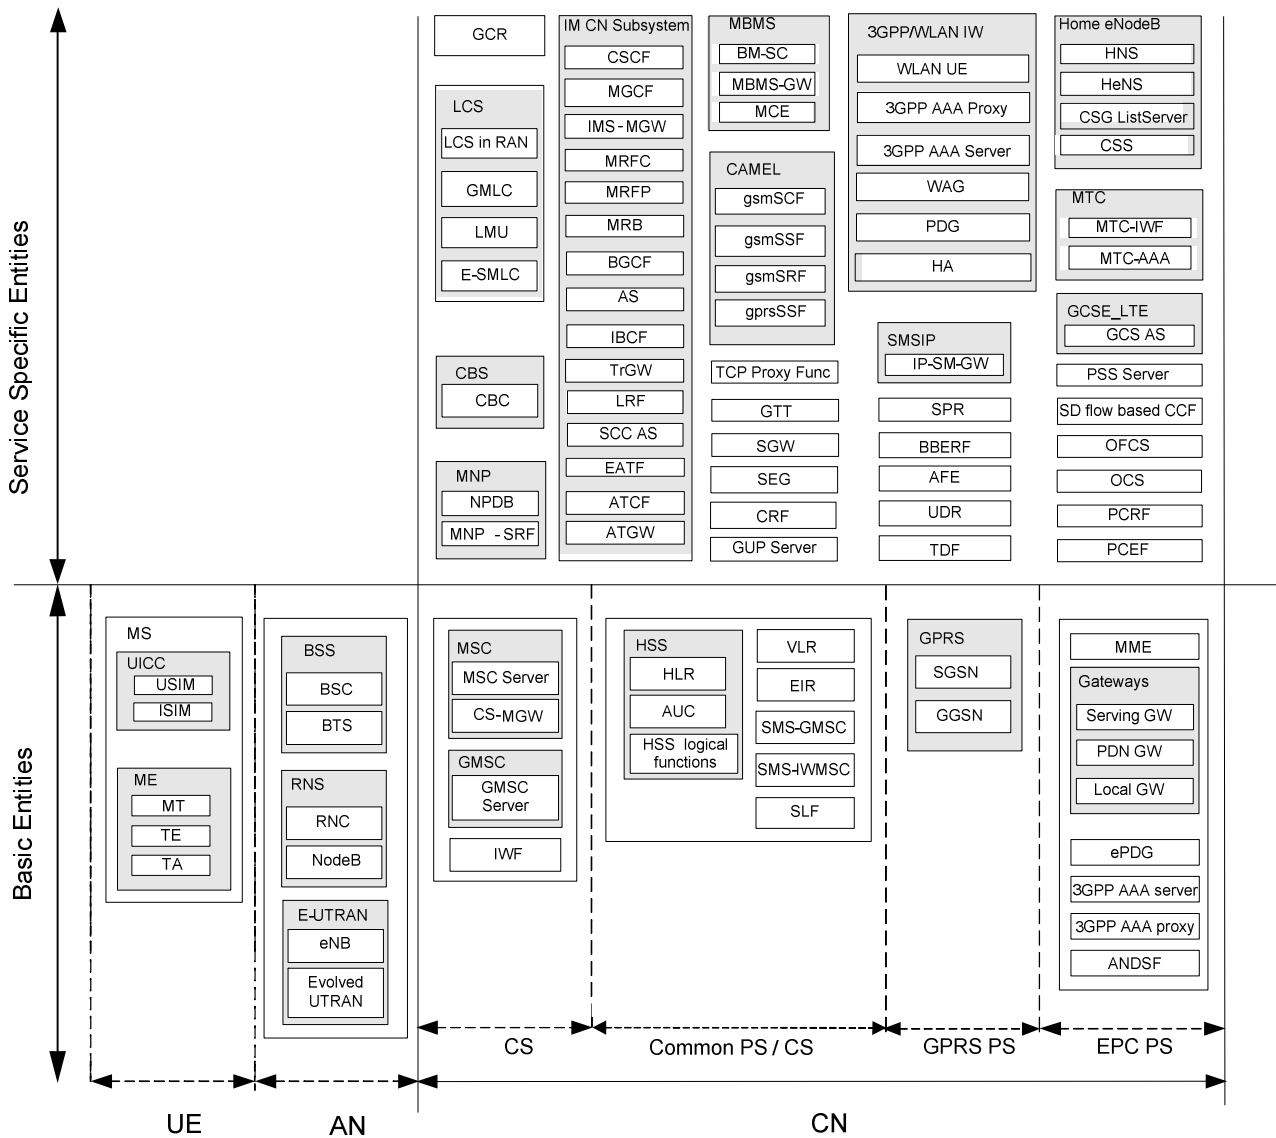 Service Specific Entities
GCR
LCS
LCS in RAN
GMLC
LMU
E-SMLC
CBS
CBC
MNP
NPDB
MNP - SRF
IM CN Subsystem
CSCF
MGCF
IMS - MGW
MRFC
MRFP
MRB
BGCF
AS
IBCF
TrGW
LRF
SCC AS
EATF
ATCF
ATGW
MBMS
BM-SC
MBMS-GW
MCE
CAMEL
gsmSCF
gsmSSF
gsmSRF
gprsSSF
TCP Proxy Func
GTT
SGW
SEG
CRF
GUP Server
3GPP/WLAN IW
WLAN UE
3GPP AAA Proxy
3GPP AAA Server
WAG
PDG
HA
SMSIP
IP-SM-GW
SPR
BBERF
AFE
UDR
TDF
Home eNodeB
HNS
HeNS
CSG ListServer
CSS
MTC
MTC-IWF
MTC-AAA
GCSE_LTE
GCS AS
PSS Server
SD flow based CCF
OFCS
OCS
PCRF
PCEF
Basic Entities
MS
UICC
USIM
ISIM
ME
MT
TE
TA
BSS
BSC
BTS
RNS
RNC
NodeB
E-UTRAN
eNB
Evolved
UTRAN
MSC
MSC Server
CS-MGW
GMSC
GMSC
Server
IWF
HSS
HLR
AUC
HSS logical
functions
VLR
EIR
SMS-GMSC
SMS-IWMSC
SLF
GPRS
SGSN
GGSN
MME
Gateways
Serving GW
PDN GW
Local GW
ePDG
3GPP AAA server
3GPP AAA proxy
ANDSF
CS
Common PS / CS
GPRS PS
EPC PS
UE
AN
CN